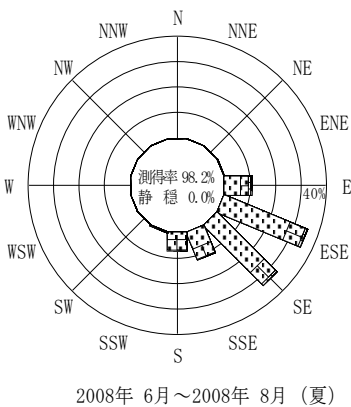 N
NNW
NNE
NW
NE
WNW
ENE
測得率 98.2%
静 穏 0.0%
W
40%
E
WSW
ESE
SW
SE
SSW
SSE
S
2008年 6月～2008年 8月 (夏)